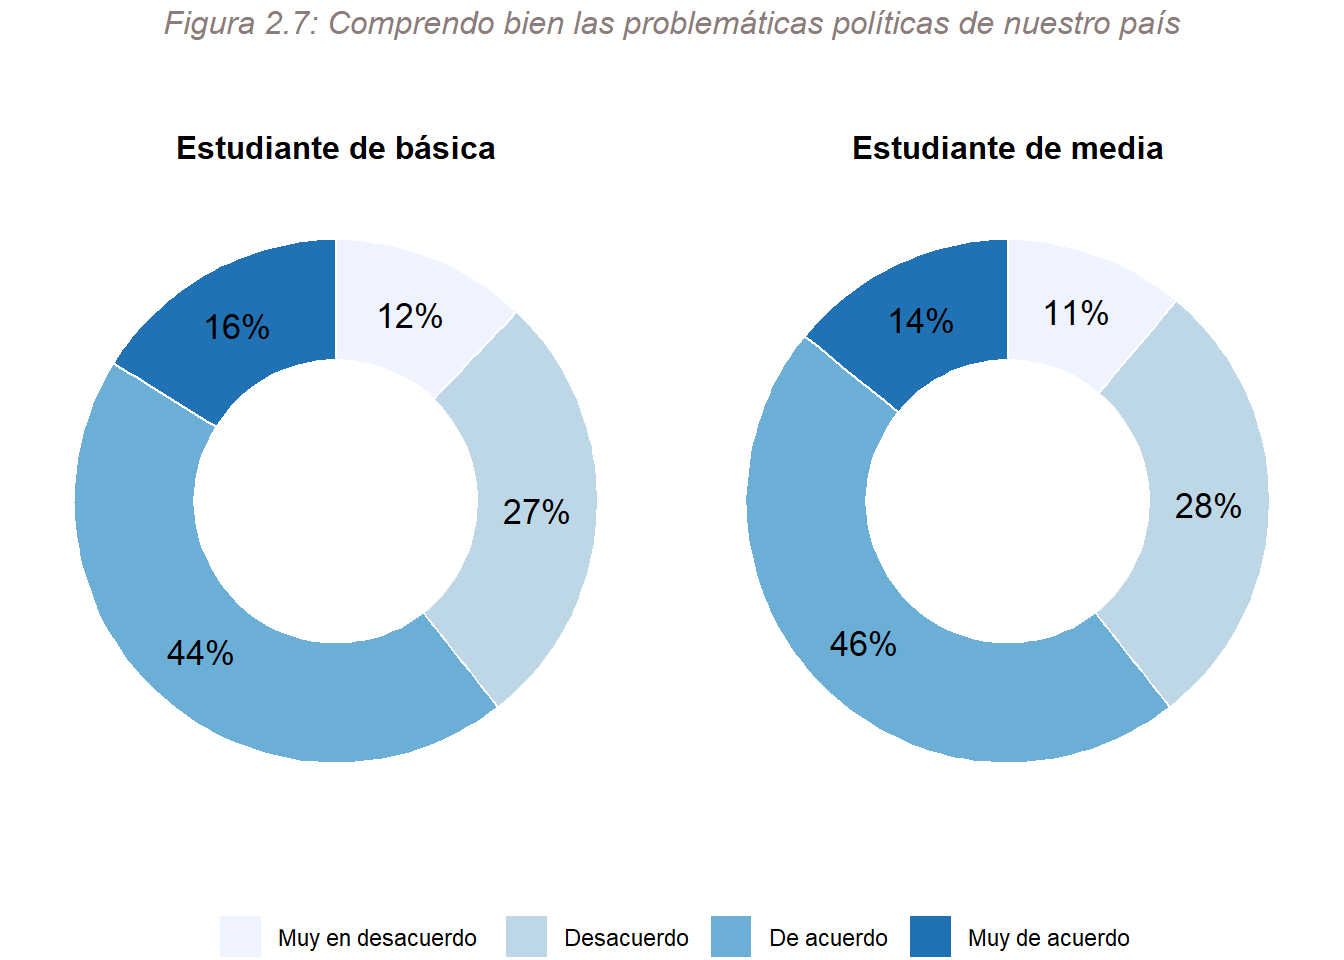 Figura 2.7: Comprendo bien las problemáticas políticas de nuestro país
Estudiante de básica
Estudiante de media
16%
12%
27%
44%
14%
11%
28%
46%
Muy en desacuerdo
Desacuerdo
De acuerdo
Muy de acuerdo